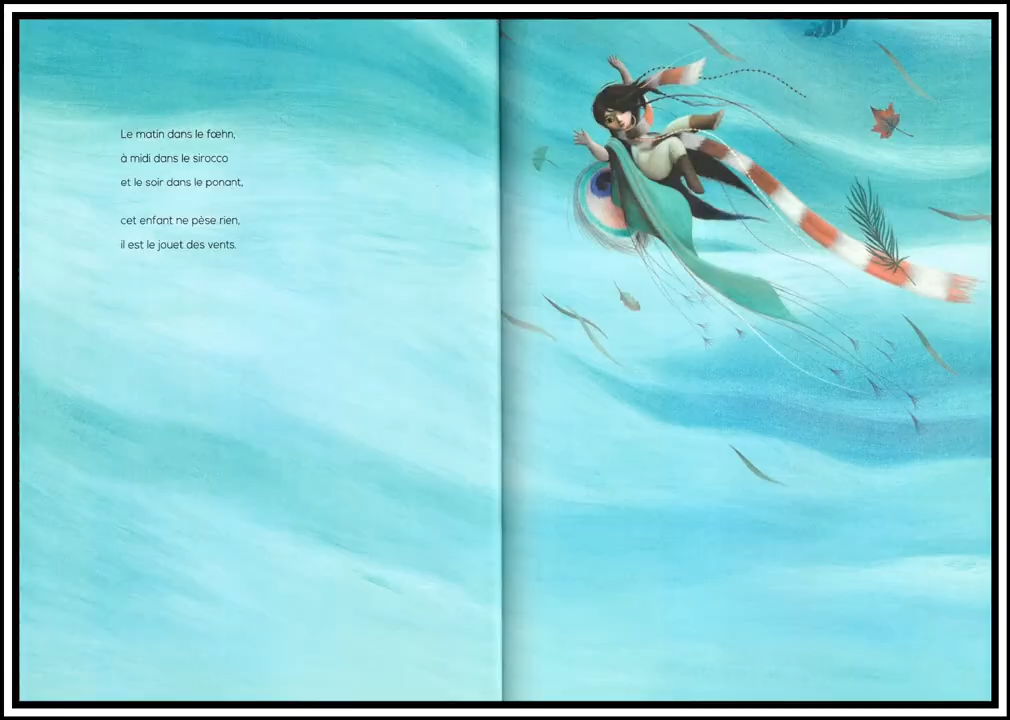 Le matin dans le fœhn,
à midi dans le sirocco
et le soir dans le ponant,
cet enfant ne pèse rien,
il est le jouet des vents.